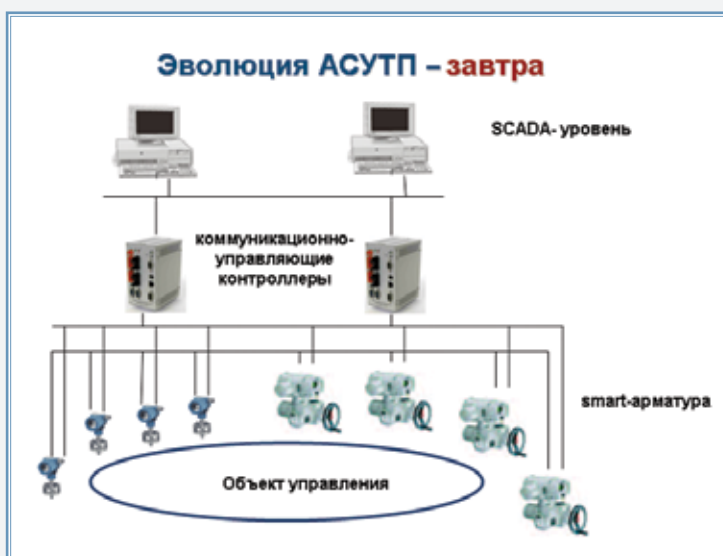 Эволюция АСУТП – завтра
SCADA- уровень
коммуникационно-
управляющие
контроллеры
smart-арматура
Объект управления